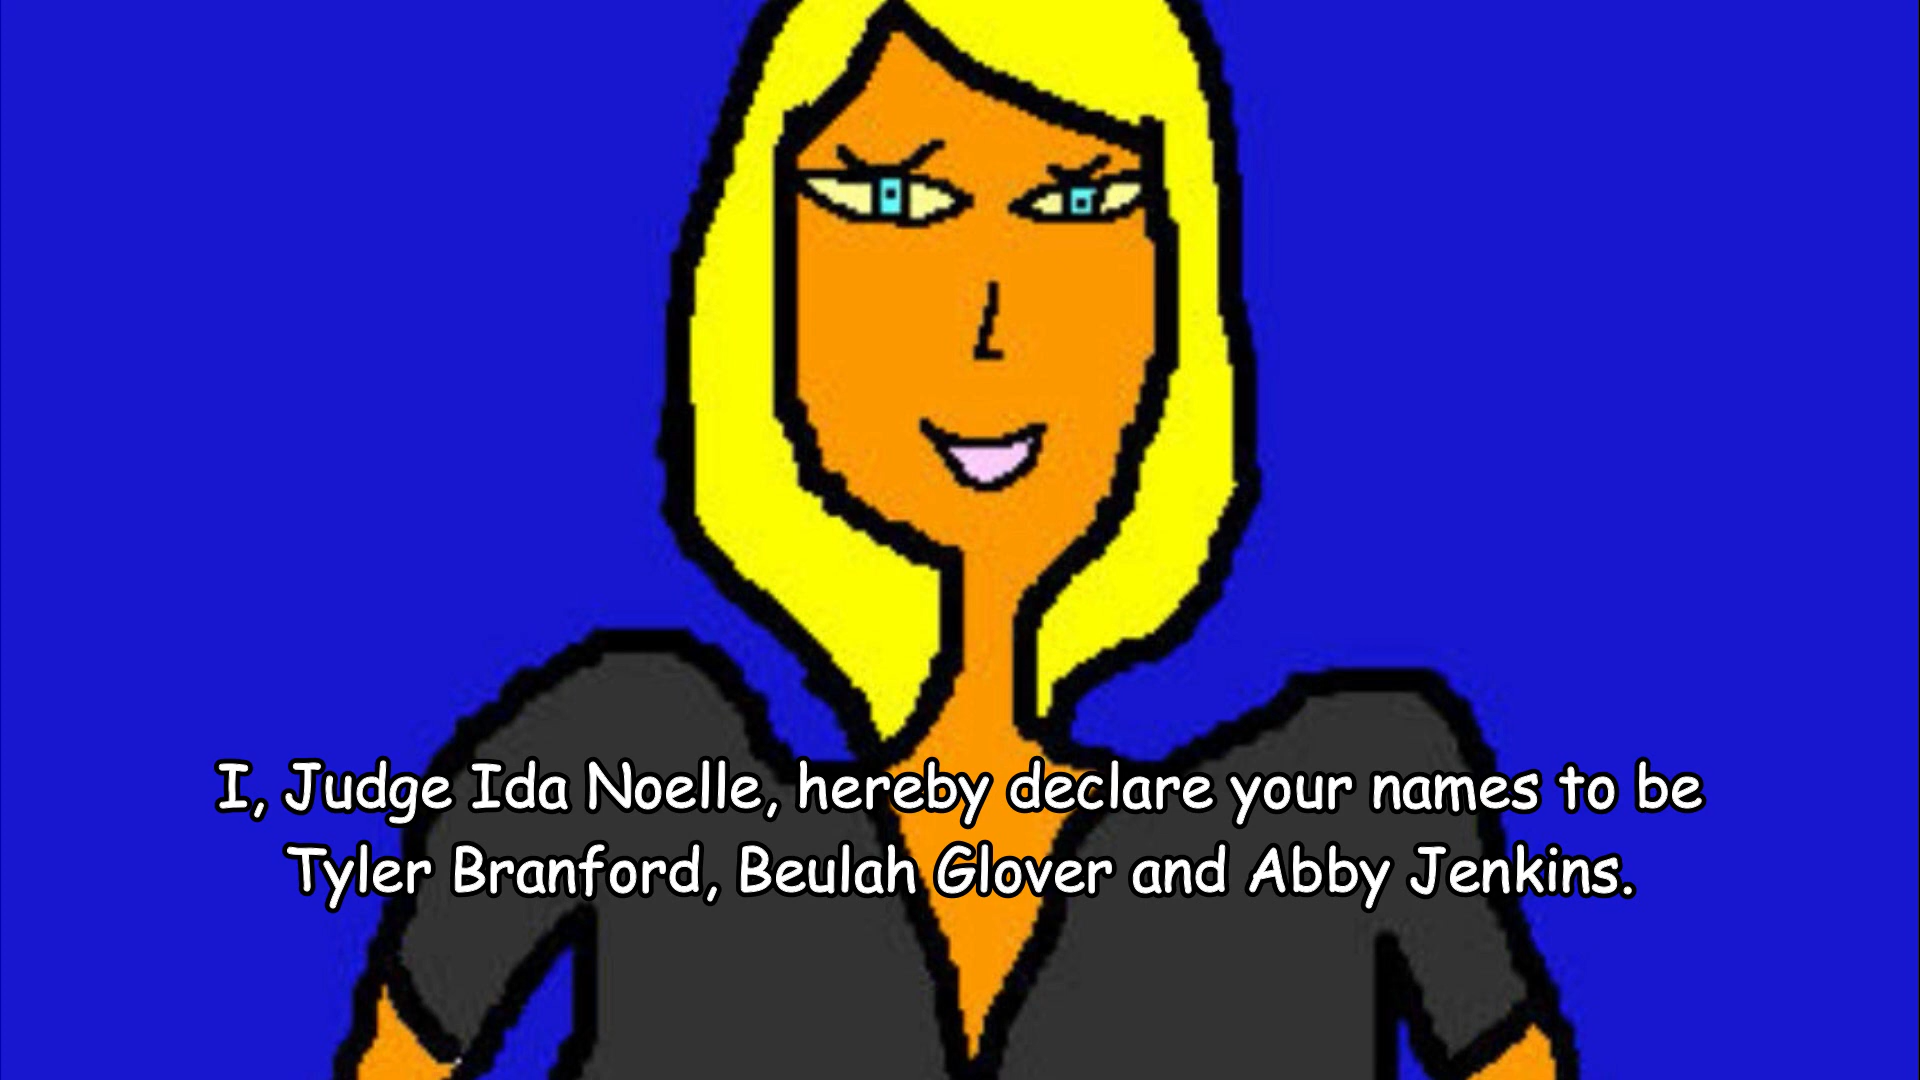 I, Judge Ida Noelle, hereby declare your names to be
Tyler Branford, Beulah Glover and Abby Jenkins.